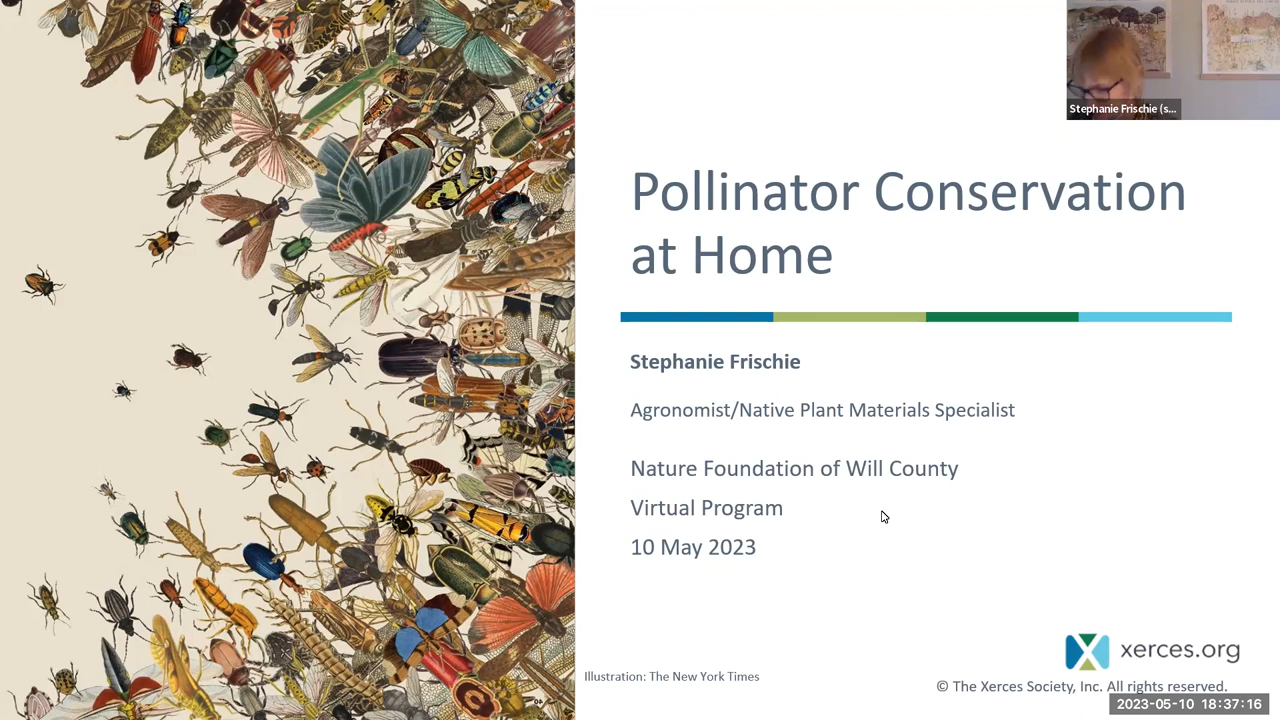 Stephanie Frischie (s...
Pollinator Conservation
at Home
Stephanie Frischie
Agronomist/Native Plant Materials Specialist
Nature Foundation of Will County
Virtual Program
10 May 2023
xerces.org
Illustration: The New York Times
© The Xerces Society, Inc. All rights reserved.
2023-05-10 18:37:16